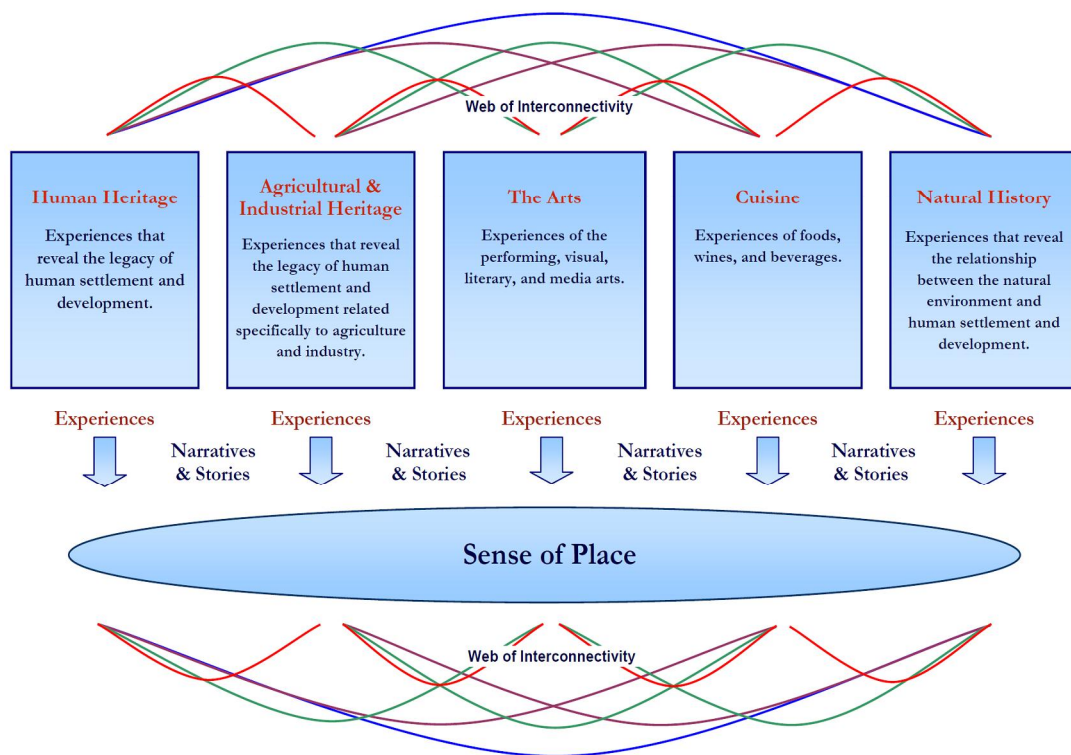 Web of Interconnectivity
Human Heritage
Experiences that
reveal the legacy of
human settlement and
development.
Agricultural &
Industrial Heritage
Experiences that reveal
the legacy of human
settlement and
development related
specifically to agriculture
and industry.
The Arts
Experiences of the
performing, visual,
literary, and media arts.
Cuisine
Experiences of foods,
wines, and beverages.
Natural History
Experiences that reveal
the relationship
between the natural
environment and
human settlement and
development.
Experiences
Experiences
Experiences
Experiences
Experiences
Narratives
& Stories
Narratives
& Stories
Narratives
& Stories
Narratives
& Stories
Sense of Place
Web of Interconnectivity